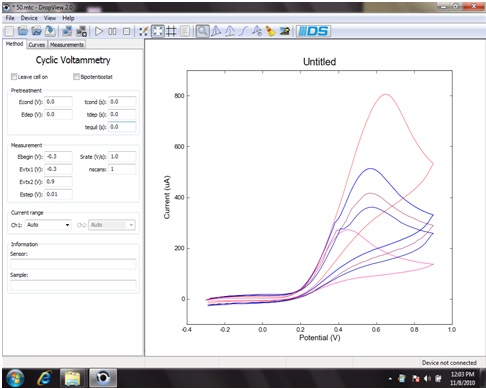 * 50.mtc - DropView 2.0
File Device View Help
DS
Method Curves Measurements
Cyclic Voltammetry
Leave cell on Bipotentiostat
Pretreatment
Econd (V): 0.0 tcond (s): 0.0
Edep (V): 0.0 tdep (s): 0.0
tequil (s): 0.0
Measurement
Ebegin (V): -0.3 Srate (V/s): 1.0
Evtx1 (V): -0.3 nscans: 1
Evtx2 (V): 0.9
Estep (V): 0.01
Current range
Ch1: Auto Ch2: Auto
Information
Sensor:
Sample:
Untitled
Current (uA)
800
600
400
200
0
-0.4 -0.2 0.0 0.2 0.4 0.6 0.8 1.0
Potential (V)
Device not connected
12:03 PM
11/8/2010